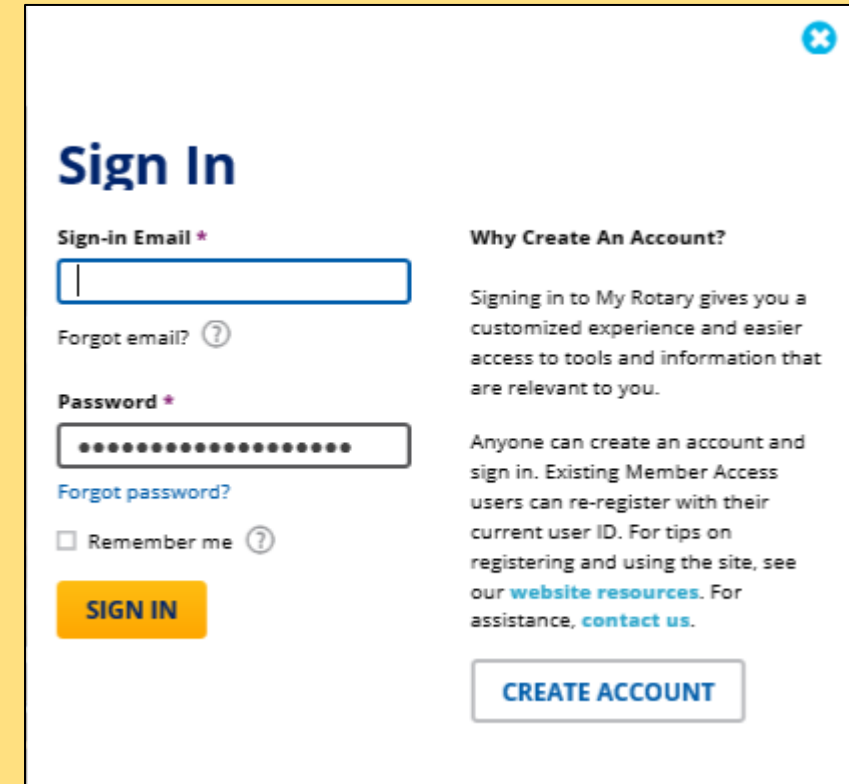 Sign In
Sign-in Email *
Forgot email? ?
Password *
●●●●●●●●●●●●●●●●●●●
Forgot password?
Remember me ?
SIGN IN
Why Create An Account?
Signing in to My Rotary gives you a
customized experience and easier
access to tools and information that
are relevant to you.
Anyone can create an account and
sign in. Existing Member Access
users can re-register with their
current user ID. For tips on
registering and using the site, see
our website resources. For
assistance, contact us.
CREATE ACCOUNT